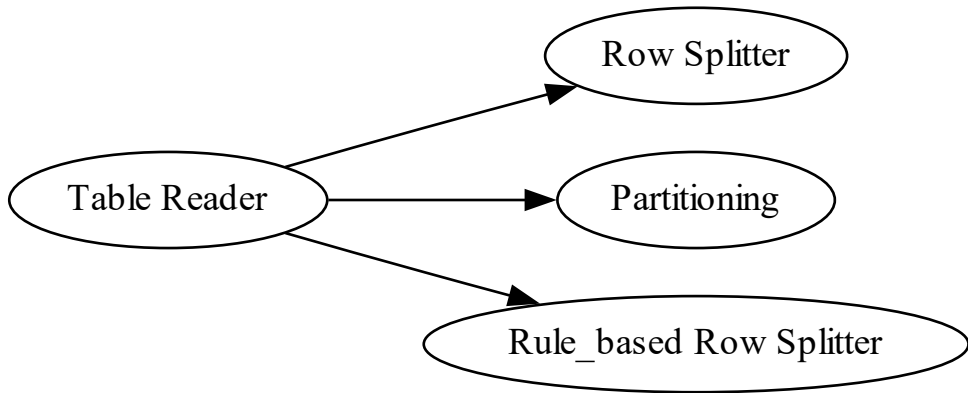 Row Splitter
Table Reader
Partitioning
Rule_based Row Splitter